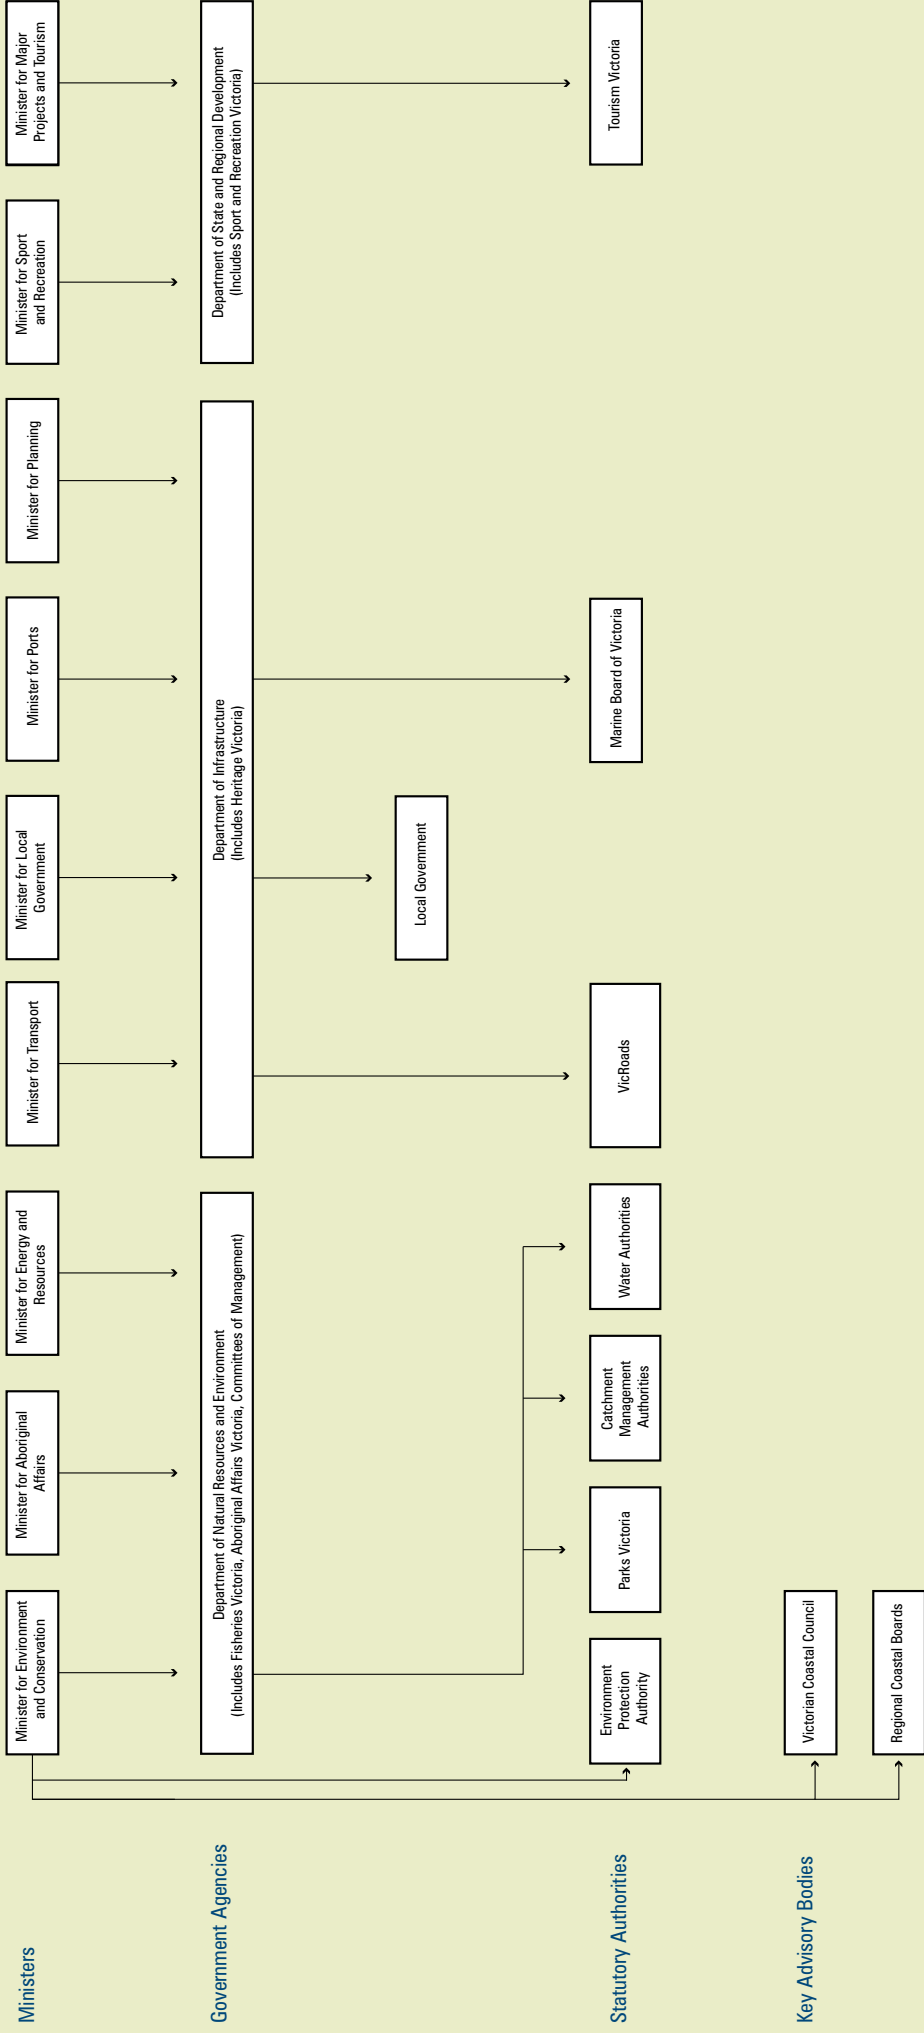 Ministers
Minister for Environment
and Conservation
Minister for Aboriginal
Affairs
Minister for Energy and
Resources
Minister for Transport
Minister for Local
Government
Minister for Ports
Minister for Planning
Minister for Sport
and Recreation
Minister for Major
Projects and Tourism
Government Agencies
Department of Natural Resources and Environment
(Includes Fisheries Victoria, Aboriginal Affairs Victoria, Committees of Management)
Department of Infrastructure
(Includes Heritage Victoria)
Department of State and Regional Development
(Includes Sport and Recreation Victoria)
Local Government
Statutory Authorities
Environment
Protection
Authority
Parks Victoria
Catchment
Management
Authorities
Water Authorities
VicRoads
Marine Board of Victoria
Tourism Victoria
Key Advisory Bodies
Victorian Coastal Council
Regional Coastal Boards